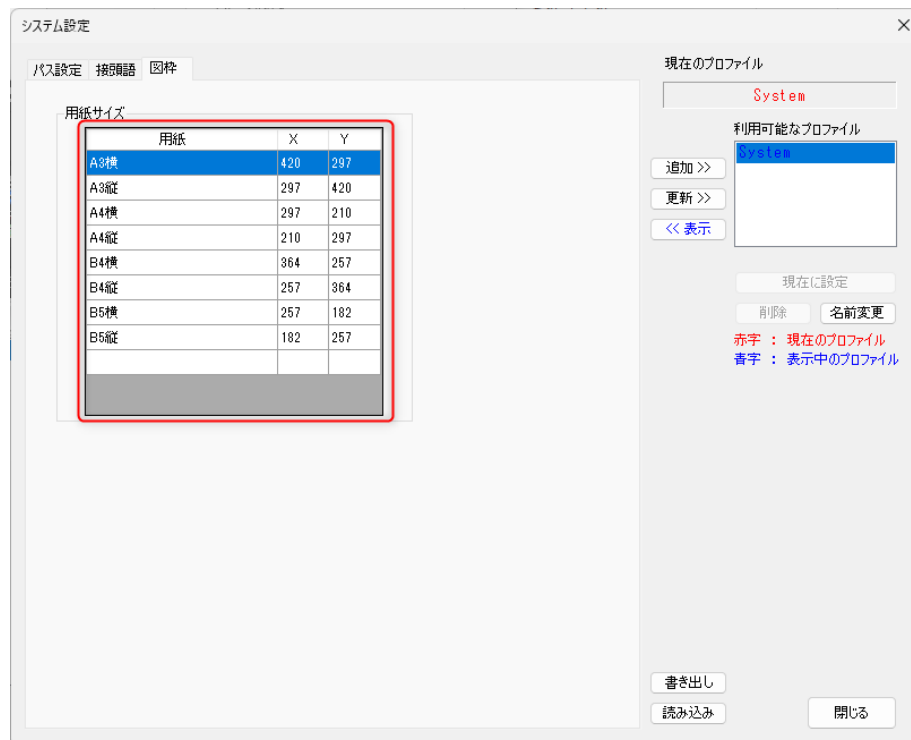 システム設定
パス設定 接頭語 図枠
用紙サイズ
用紙 X Y
A3横 420 297
A3縦 297 420
A4横 297 210
A4縦 210 297
B4横 364 257
B4縦 257 364
B5横 257 182
B5縦 182 257
現在のプロファイル
System
利用可能なプロファイル
System
追加 >>
更新 >>
<< 表示
現在に設定
削除 名前変更
赤字 : 現在のプロファイル
青字 : 表示中のプロファイル
書き出し
読み込み
閉じる